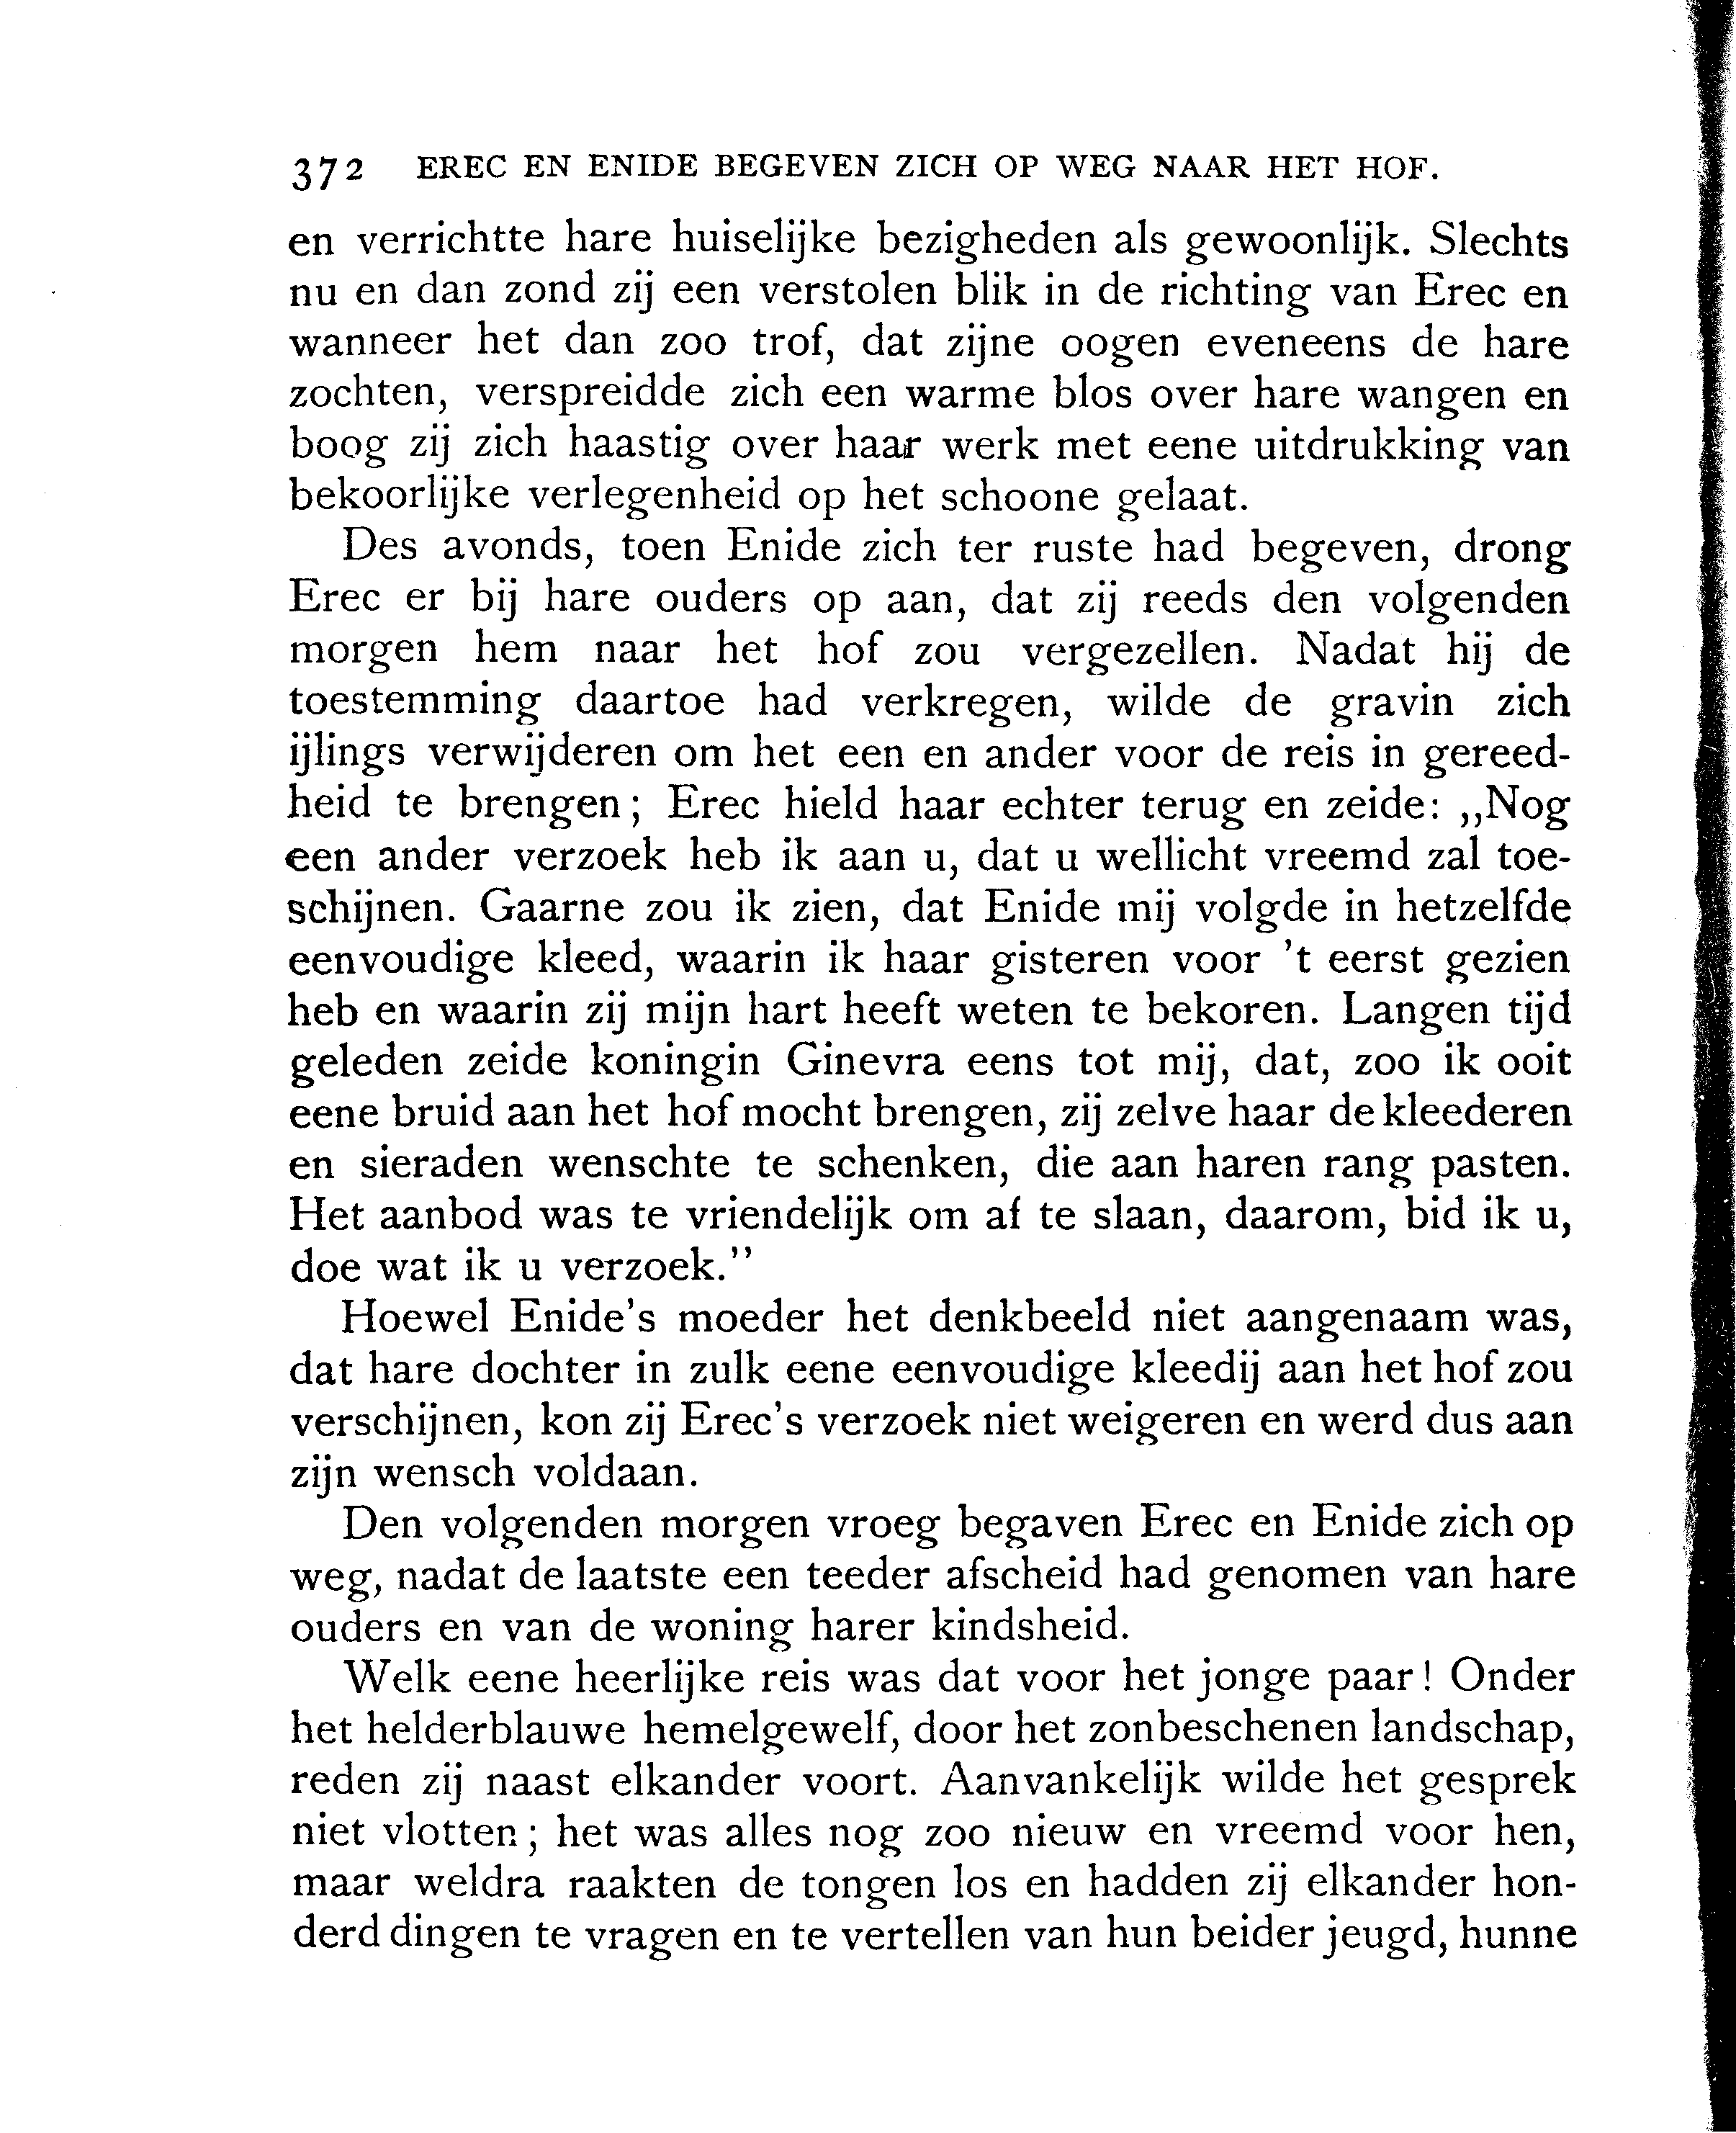 372 EREC EN ENIDE BEGEVEN ZICH OP WEG NAAR HET HOF.
en verrichtte hare huiselijke bezigheden als gewoonlijk. Slechts
nu en dan zond zij een verstolen blik in de richting van Erec en
wanneer het dan zoo trof, dat zijne oogen eveneens de hare
zochten, verspreidde zich een warme blos over hare wangen en
boog zij zich haastig over haar werk met eene uitdrukking van
bekoorlijke verlegenheid op het schoone gelaat.
Des avonds, toen Enide zich ter ruste had begeven, drong
Erec er bij hare ouders op aan, dat zij reeds den volgenden
morgen hem naar het hof zou vergezellen. Nadat hij de
toestemming daartoe had verkregen, wilde de gravin zich
ijlings verwijderen om het een en ander voor de reis in gereed-
heid te brengen; Erec hield haar echter terug en zeide: „Nog
een ander verzoek heb ik aan u, dat u wellicht vreemd zal toe-
schijnen. Gaarne zou ik zien, dat Enide mij volgde in hetzelfde
eenvoudige kleed, waarin ik haar gisteren voor 't eerst gezien
heb en waarin zij mijn hart heeft weten te bekoren. Langen tijd
geleden zeide koningin Ginevra eens tot mij, dat, zoo ik ooit
eene bruid aan het hof mocht brengen, zij zelve haar de kleederen
en sieraden wenschte te schenken, die aan haren rang pasten.
Het aanbod was te vriendelijk om af te slaan, daarom, bid ik u,
doe wat ik u verzoek.”
Hoewel Enide's moeder het denkbeeld niet aangenaam was,
dat hare dochter in zulk eene eenvoudige kleedij aan het hof zou
verschijnen, kon zij Erec's verzoek niet weigeren en werd dus aan
zijn wensch voldaan.
Den volgenden morgen vroeg begaven Erec en Enide zich op
weg, nadat de laatste een teeder afscheid had genomen van hare
ouders en van de woning harer kindsheid.
Welk eene heerlijke reis was dat voor het jonge paar! Onder
het helderblauwe hemelgewelf, door het zonbeschenen landschap,
reden zij naast elkander voort. Aanvankelijk wilde het gesprek
niet vlotten; het was alles nog zoo nieuw en vreemd voor hen,
maar weldra raakten de tongen los en hadden zij elkander hon-
derd dingen te vragen en te vertellen van hun beider jeugd, hunne